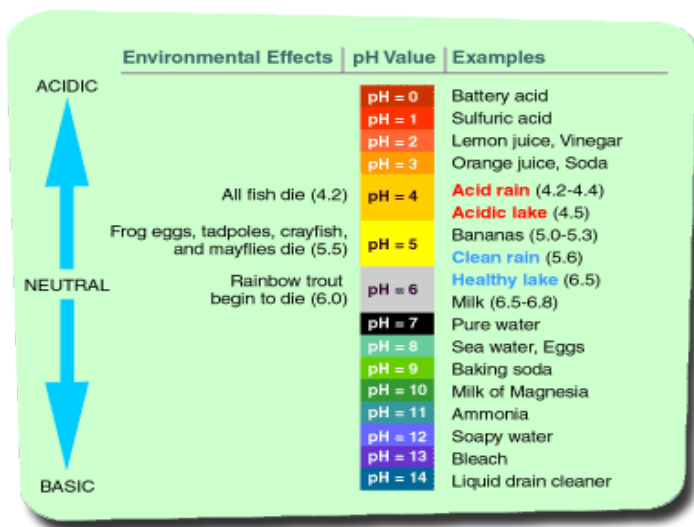 Environmental Effects pH Value Examples
ACIDIC
pH = 0 Battery acid
pH = 1 Sulfuric acid
pH = 2 Lemon juice, Vinegar
pH = 3 Orange juice, Soda
All fish die (4.2) pH = 4 Acid rain (4.2-4.4)
Acidic lake (4.5)
Frog eggs, tadpoles, crayfish,
and mayflies die (5.5) pH = 5 Bananas (5.0-5.3)
Clean rain (5.6)
NEUTRAL
Rainbow trout
begin to die (6.0) pH = 6 Healthy lake (6.5)
Milk (6.5-6.8)
pH = 7 Pure water
pH = 8 Sea water, Eggs
pH = 9 Baking soda
pH = 10 Milk of Magnesia
pH = 11 Ammonia
pH = 12 Soapy water
pH = 13 Bleach
pH = 14 Liquid drain cleaner
BASIC